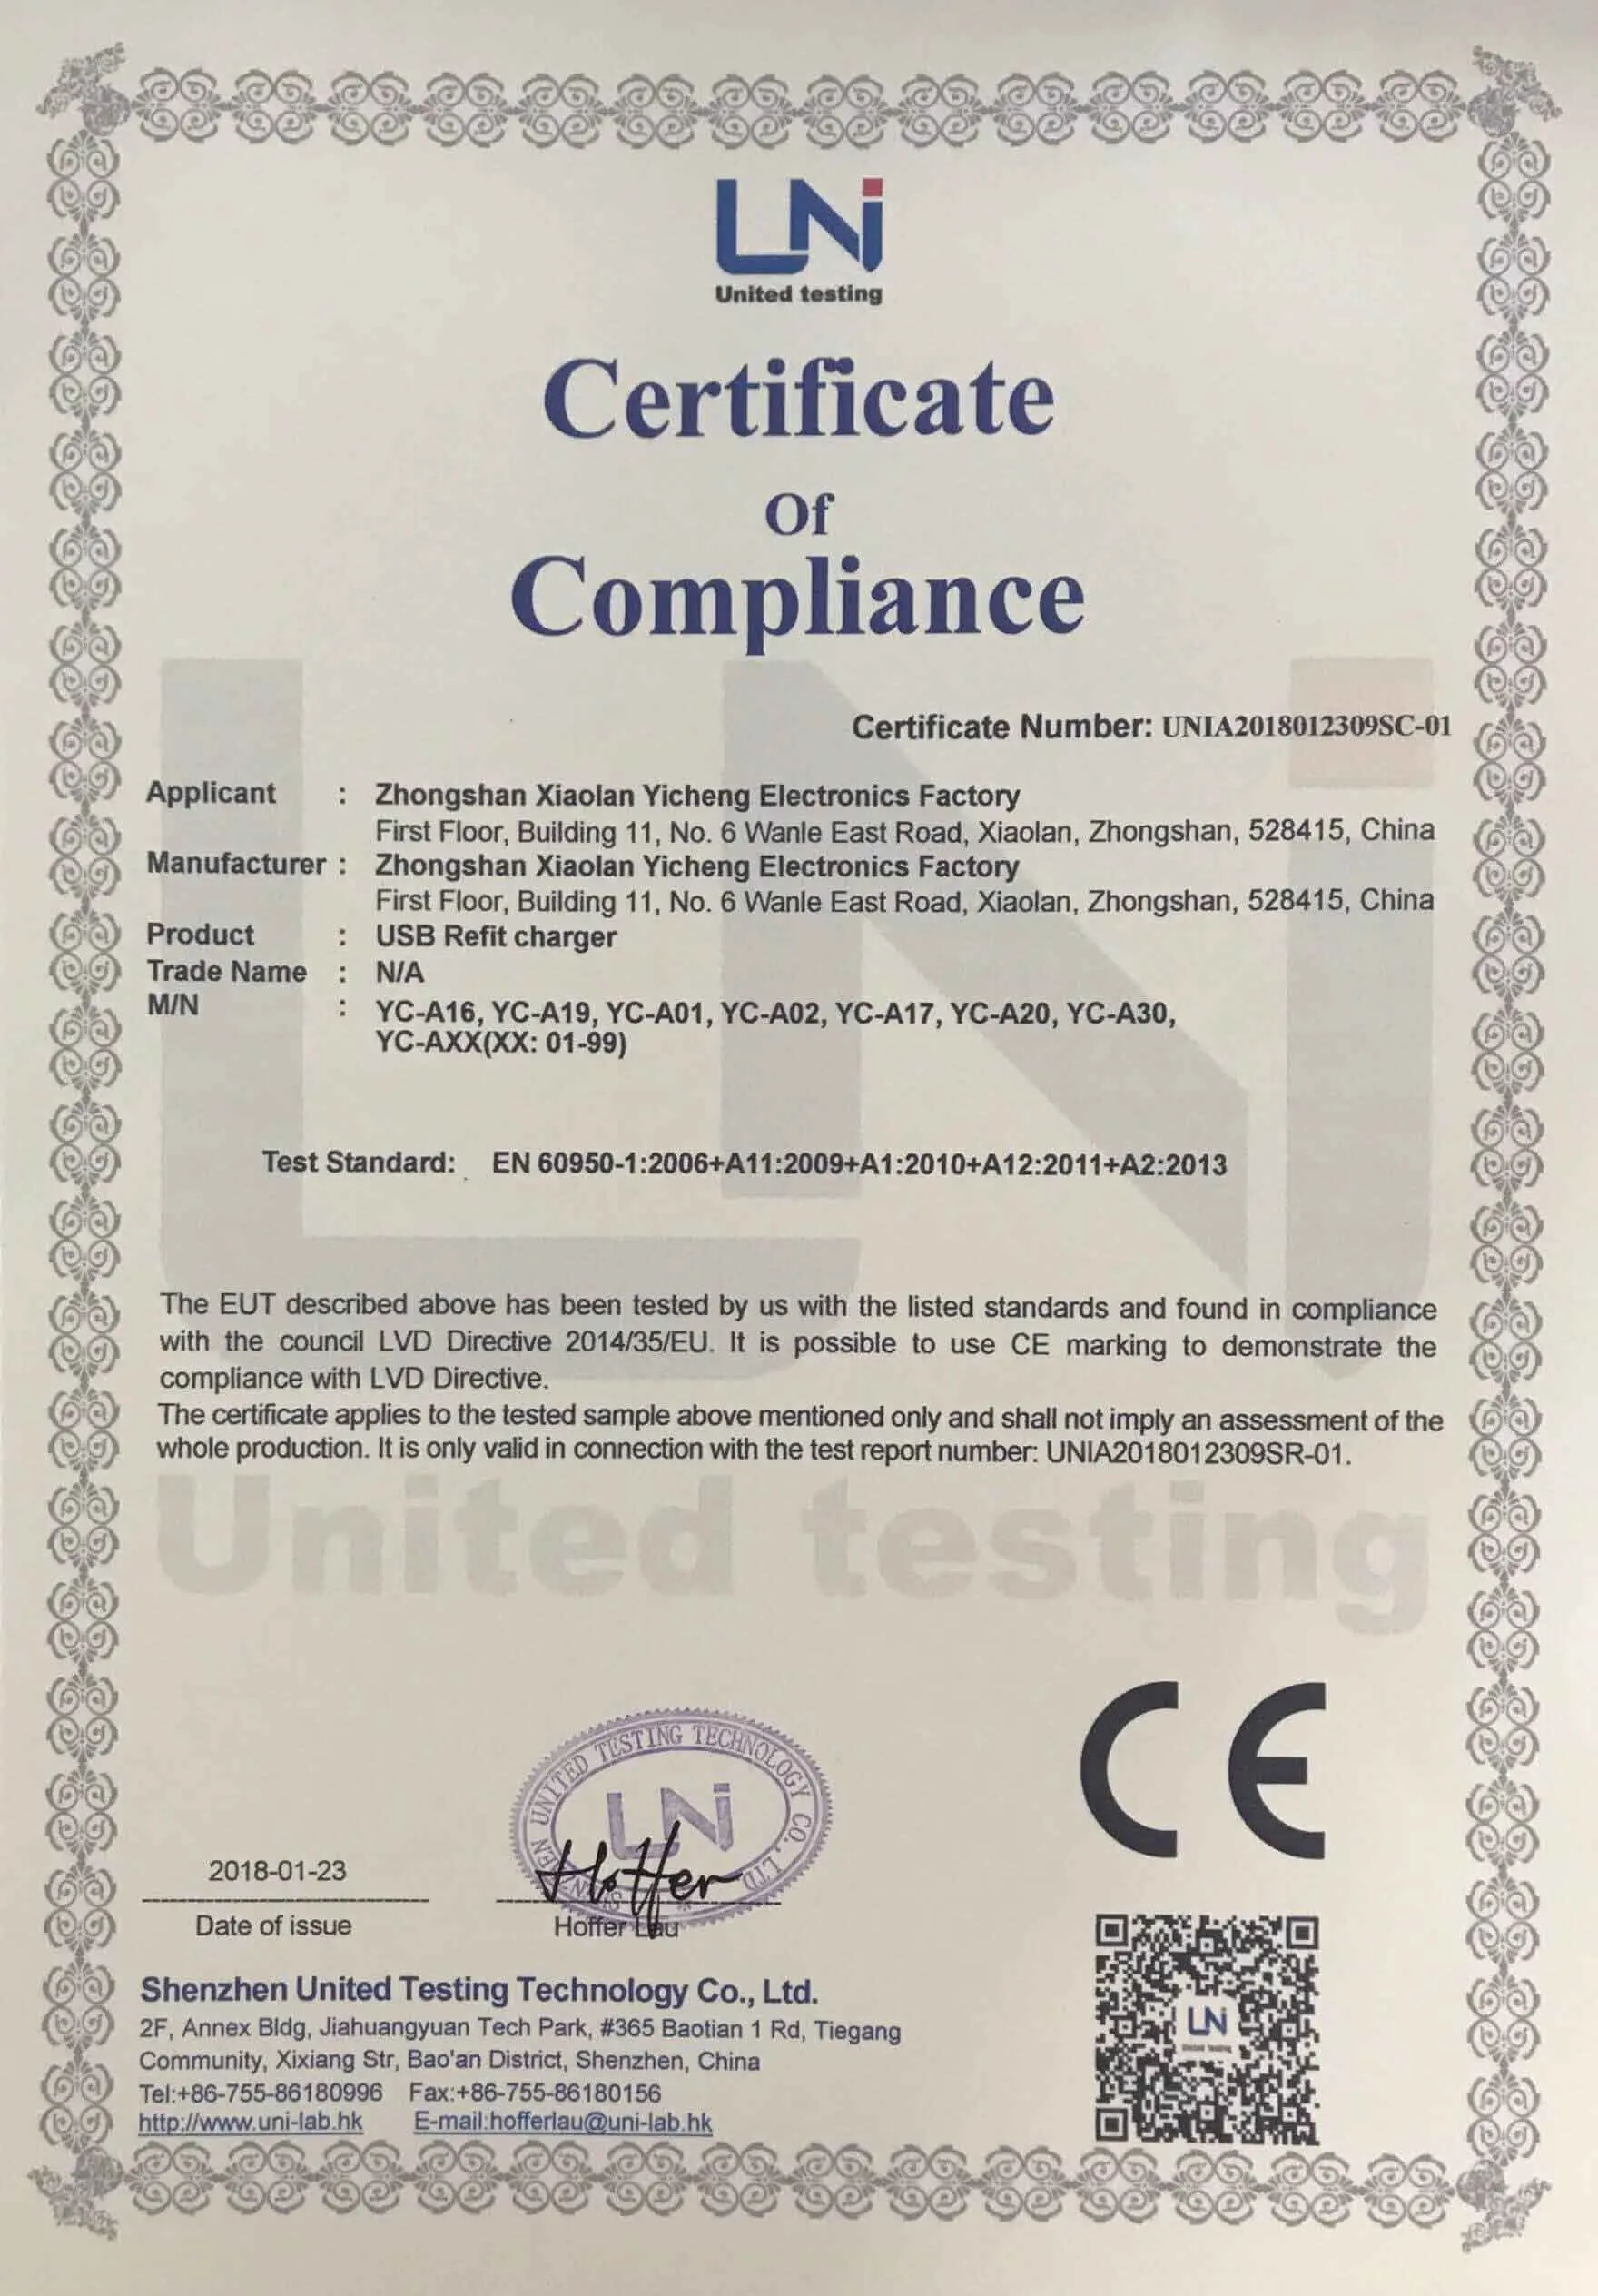 LNi
United testing
Certificate
Of
Compliance
Certificate Number: UNIA2018012309SC-01
Applicant : Zhongshan Xiaolan Yicheng Electronics Factory
First Floor, Building 11, No. 6 Wanle East Road, Xiaolan, Zhongshan, 528415, China
Manufacturer : Zhongshan Xiaolan Yicheng Electronics Factory
First Floor, Building 11, No. 6 Wanle East Road, Xiaolan, Zhongshan, 528415, China
Product : USB Refit charger
Trade Name : N/A
M/N : YC-A16, YC-A19, YC-A01, YC-A02, YC-A17, YC-A20, YC-A30,
YC-AXX(XX: 01-99)
Test Standard: EN 60950-1:2006+A11:2009+A1:2010+A12:2011+A2:2013
The EUT described above has been tested by us with the listed standards and found in compliance
with the council LVD Directive 2014/35/EU. It is possible to use CE marking to demonstrate the
compliance with LVD Directive.
The certificate applies to the tested sample above mentioned only and shall not imply an assessment of the
whole production. It is only valid in connection with the test report number: UNIA2018012309SR-01.
United testing
CE
UNITED TESTING TECHNOLOGY CO., LTD
LNi
2018-01-23
Hoffer
Date of issue
Hoffer Lau
Shenzhen United Testing Technology Co., Ltd.
2F, Annex Bldg, Jiahuangyuan Tech Park, #365 Baotian 1 Rd, Tiegang
Community, Xixiang Str, Bao'an District, Shenzhen, China
Tel:+86-755-86180996 Fax:+86-755-86180156
http://www.uni-lab.hk E-mail:hofferlau@uni-lab.hk
LNi